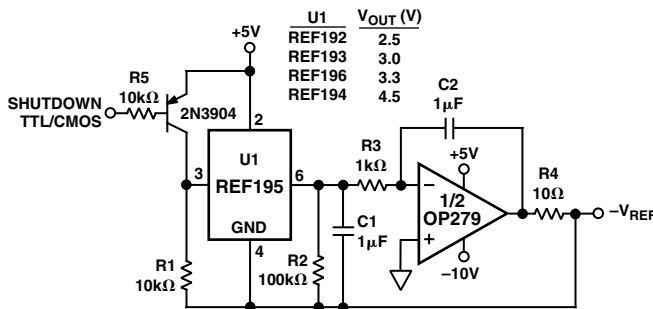 U1 VOUT (V)
REF192 2.5
REF193 3.0
REF196 3.3
REF194 4.5
+5V
R5
10kΩ
SHUTDOWN
TTL/CMOS
2N3904
2
U1
REF195
3
6
GND
4
R1
10kΩ
R2
100kΩ
C1
1µF
R3
1kΩ
C2
1µF
+5V
–
1/2
OP279
+
–10V
R4
10Ω
–VREF